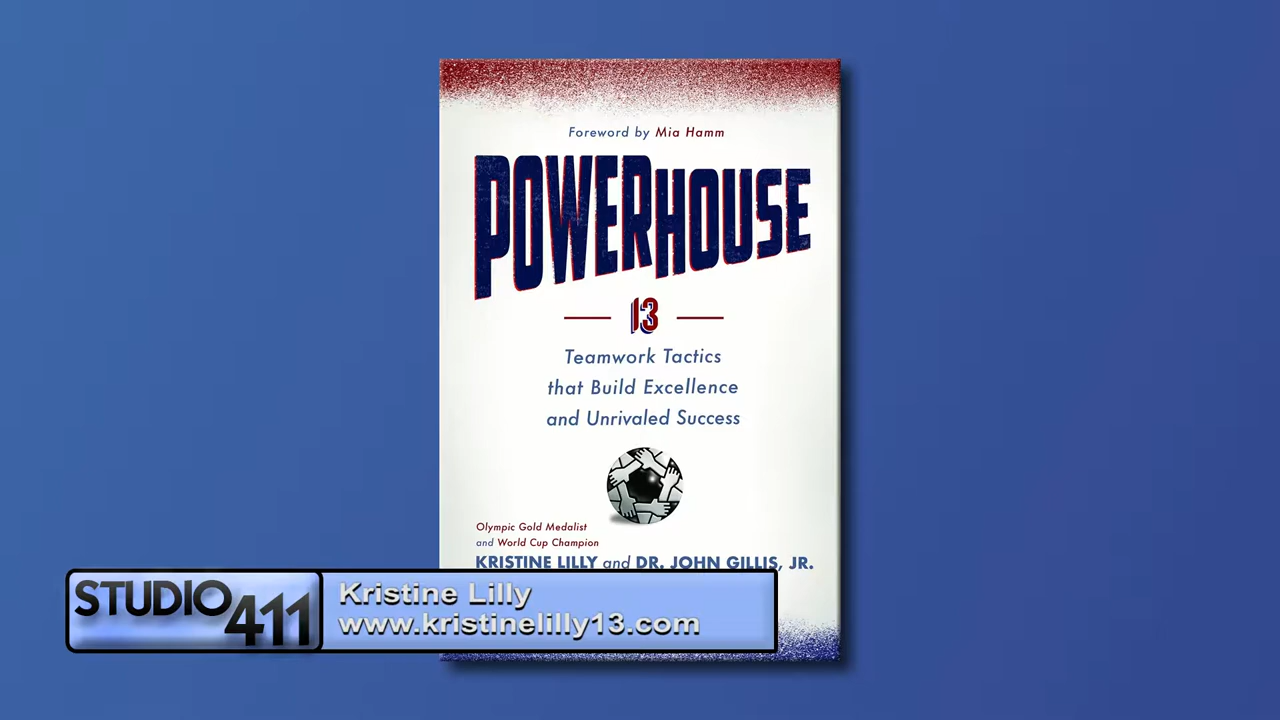 Foreword by Mia Hamm
POWERHOUSE
13
Teamwork Tactics
that Build Excellence
and Unrivaled Success
Olympic Gold Medalist
and World Cup Champion
KRISTINE LILLY and DR. JOHN GILLIS, JR.
STUDIO 411
Kristine Lilly
www.kristinelilly13.com